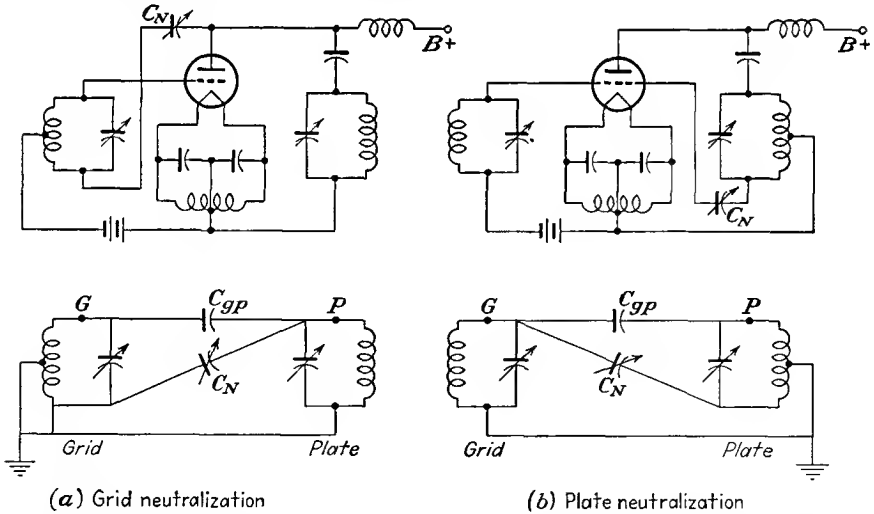 C_N
B+
B+
C_N
G
C_gp
P
C_N
Grid
Plate
G
C_gp
P
C_N
Grid
Plate
(a) Grid neutralization
(b) Plate neutralization